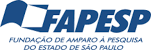 FAPESP
FUNDAÇÃO DE AMPARO À PESQUISA
DO ESTADO DE SÃO PAULO